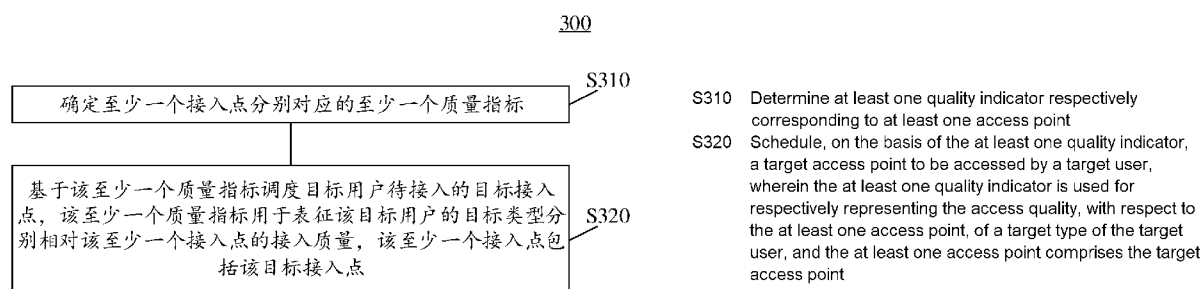 300
S310
确定至少一个接入点分别对应的至少一个质量指标
基于该至少一个质量指标调度目标用户待接入的目标接入
点，该至少一个质量指标用于表征该目标用户的目标类型分
别相对该至少一个接入点的接入质量，该至少一个接入点包
括该目标接入点
S320
S310 Determine at least one quality indicator respectively
corresponding to at least one access point
S320 Schedule, on the basis of the at least one quality indicator,
a target access point to be accessed by a target user,
wherein the at least one quality indicator is used for
respectively representing the access quality, with respect to
the at least one access point, of a target type of the target
user, and the at least one access point comprises the target
access point